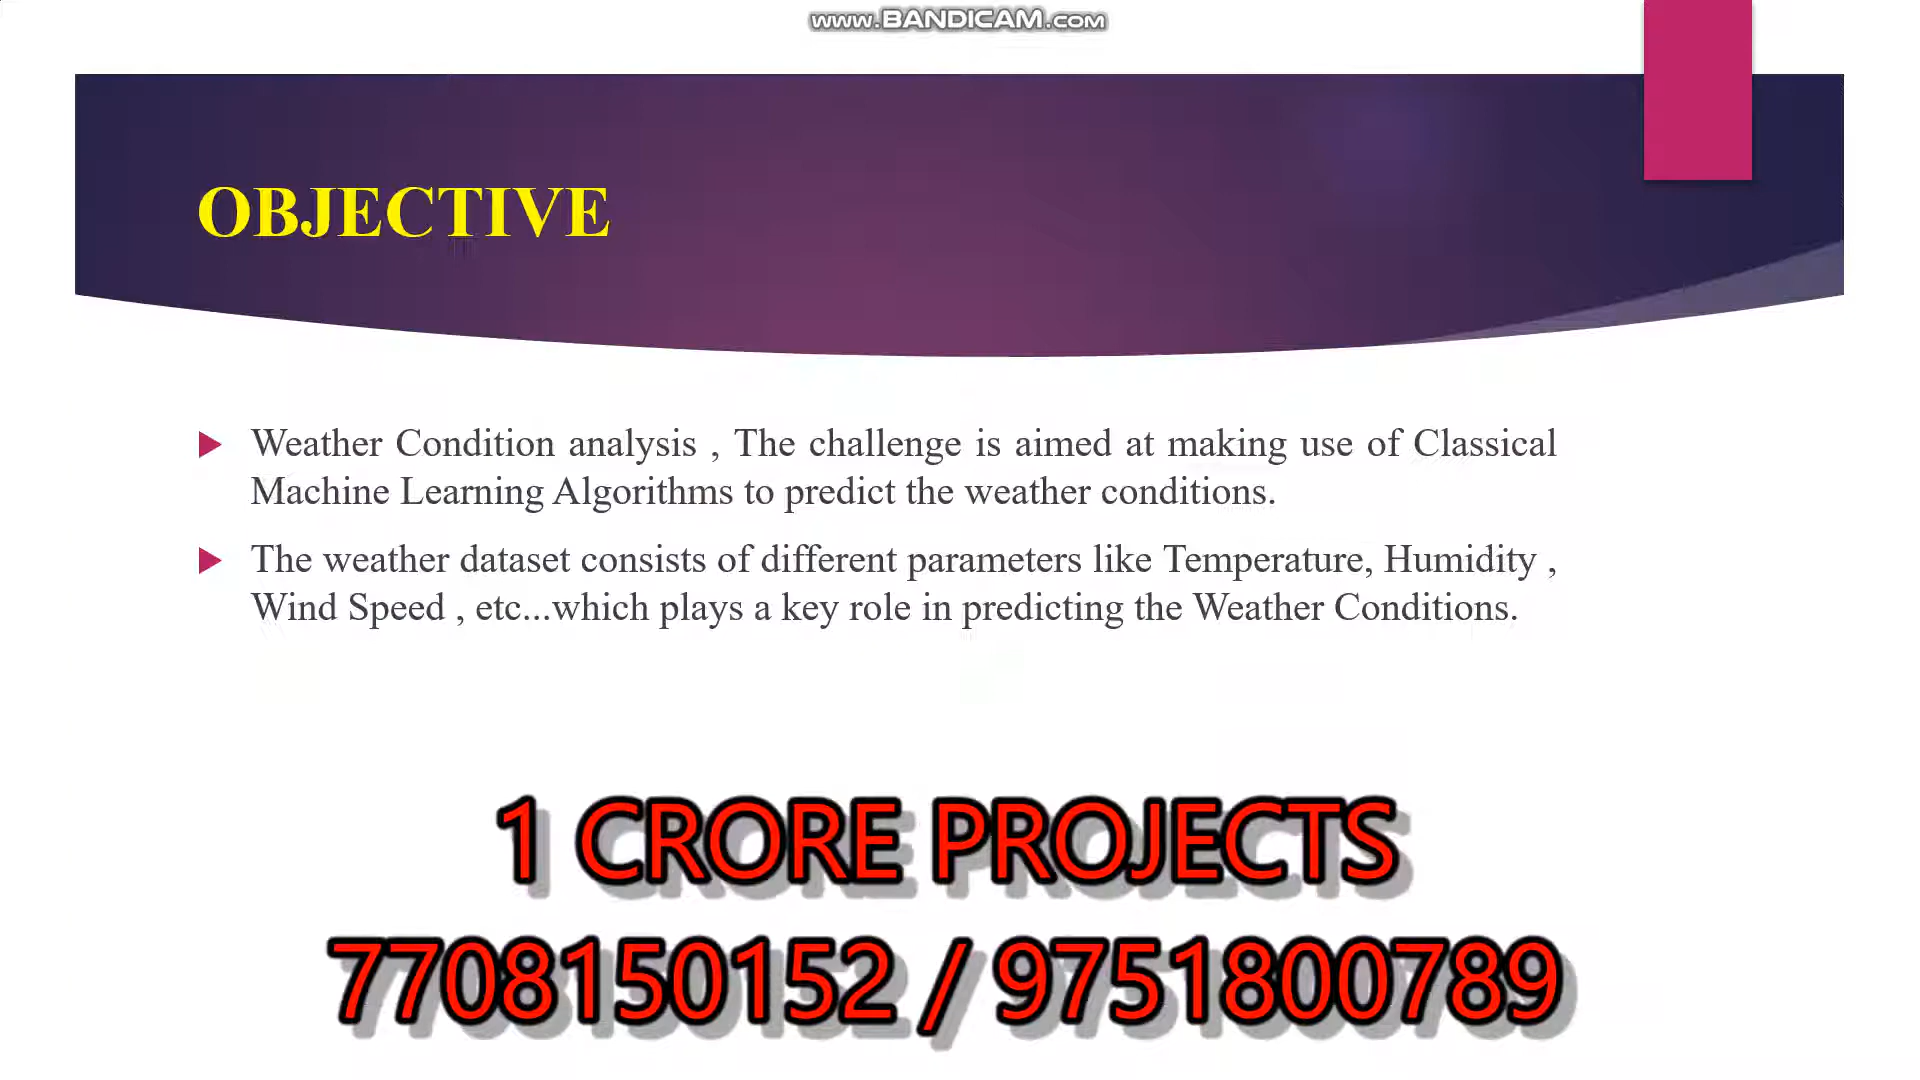 www.BANDICAM.com
OBJECTIVE
Weather Condition analysis , The challenge is aimed at making use of Classical
Machine Learning Algorithms to predict the weather conditions.
The weather dataset consists of different parameters like Temperature, Humidity ,
Wind Speed , etc...which plays a key role in predicting the Weather Conditions.
1 CRORE PROJECTS
7708150152 / 9751800789